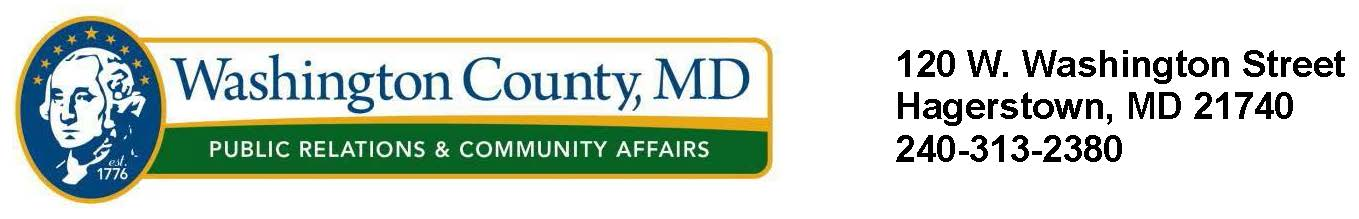 Washington County, MD
PUBLIC RELATIONS & COMMUNITY AFFAIRS
est.
1776
120 W. Washington Street
Hagerstown, MD 21740
240-313-2380